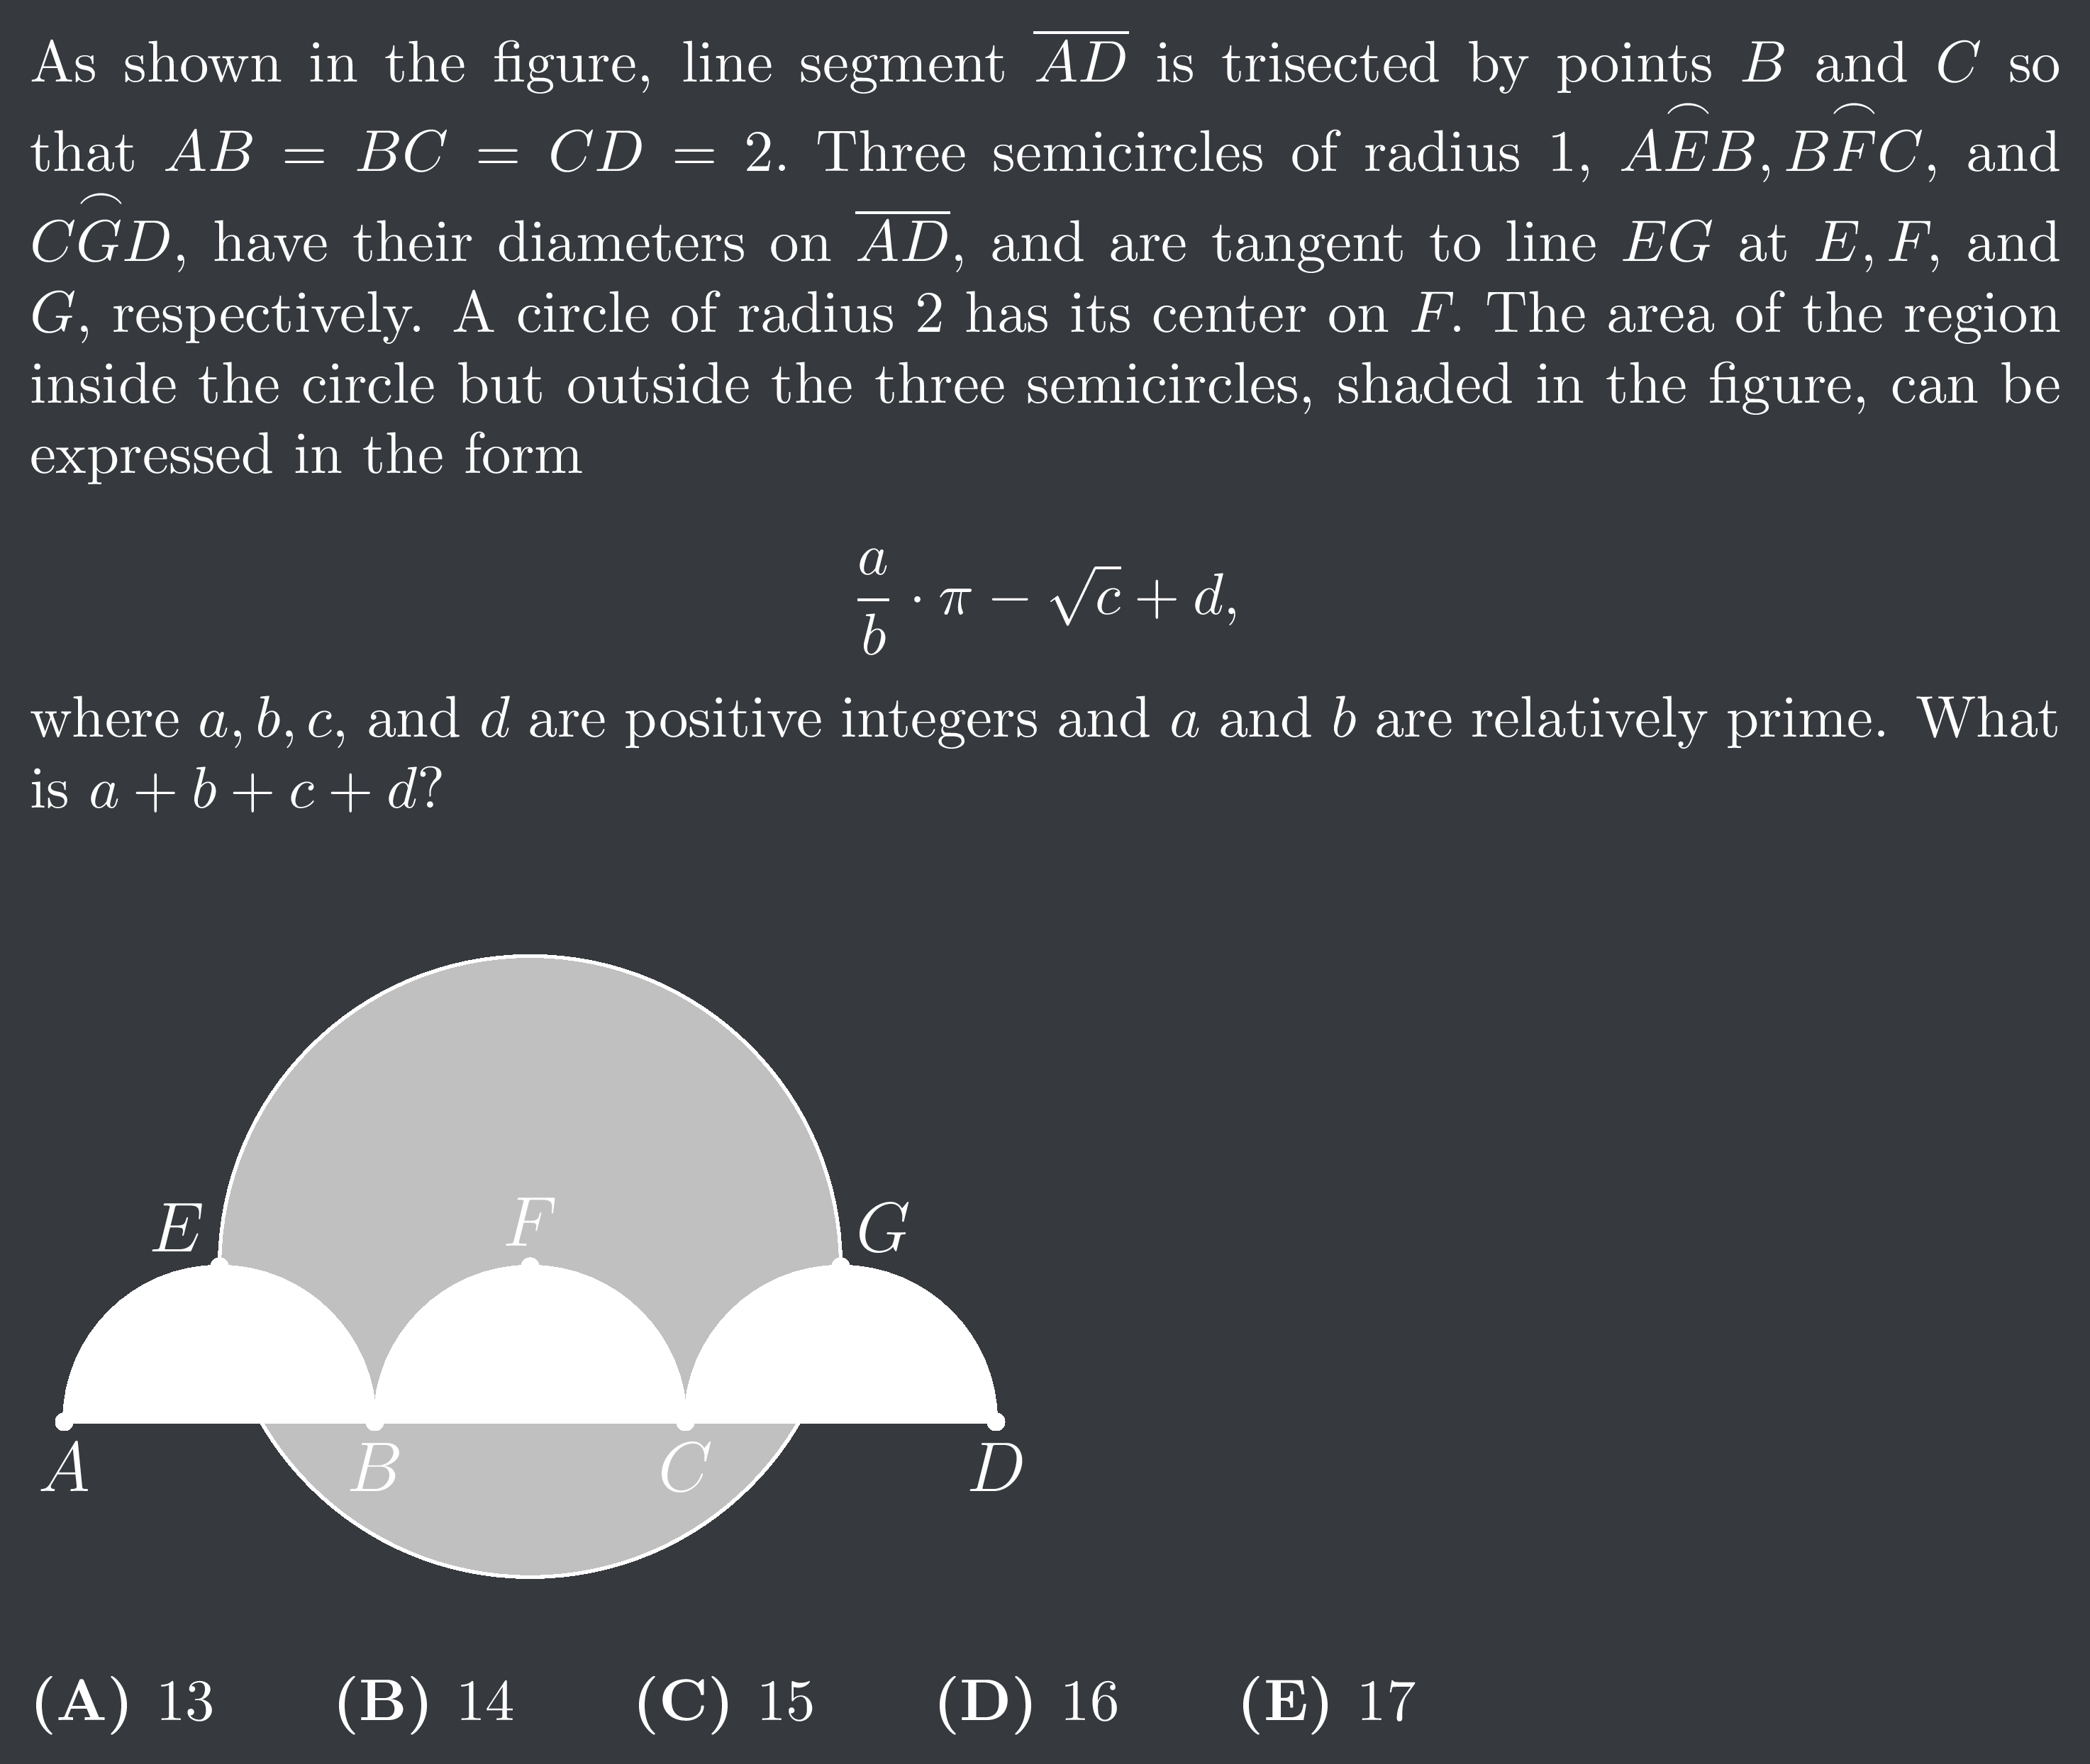 As shown in the figure, line segment $\overline{AD}$ is trisected by points $B$ and $C$ so
that $AB = BC = CD = 2$. Three semicircles of radius 1, $A\overset{\frown}{E}B, B\overset{\frown}{F}C$, and
$C\overset{\frown}{G}D$, have their diameters on $\overline{AD}$, and are tangent to line $EG$ at $E, F$, and
$G$, respectively. A circle of radius 2 has its center on $F$. The area of the region
inside the circle but outside the three semicircles, shaded in the figure, can be
expressed in the form
$\frac{a}{b} \cdot \pi - \sqrt{c} + d,$
where $a, b, c$, and $d$ are positive integers and $a$ and $b$ are relatively prime. What
is $a + b + c + d$?
E F G
A B C D
(A) 13 (B) 14 (C) 15 (D) 16 (E) 17